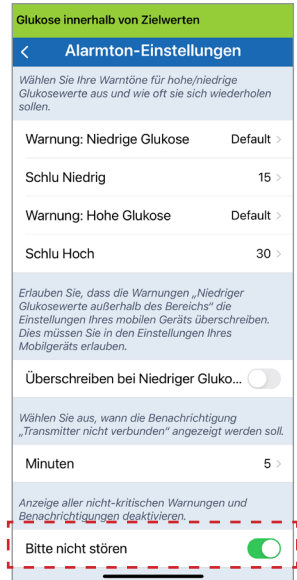 Glukose innerhalb von Zielwerten
Alarmton-Einstellungen
Wählen Sie Ihre Warntöne für hohe/niedrige
Glukosewerte aus und wie oft sie sich wiederholen
sollen.
Warnung: Niedrige Glukose Default
Schlu Niedrig 15
Warnung: Hohe Glukose Default
Schlu Hoch 30
Erlauben Sie, dass die Warnungen „Niedriger
Glukosewerte außerhalb des Bereichs" die
Einstellungen Ihres mobilen Geräts überschreiben.
Dies müssen Sie in den Einstellungen Ihres
Mobilgeräts erlauben.
Überschreiben bei Niedriger Gluko...
Wählen Sie aus, wann die Benachrichtigung
„Transmitter nicht verbunden" angezeigt werden soll.
Minuten 5
Anzeige aller nicht-kritischen Warnungen und
Benachrichtigungen deaktivieren.
Bitte nicht stören